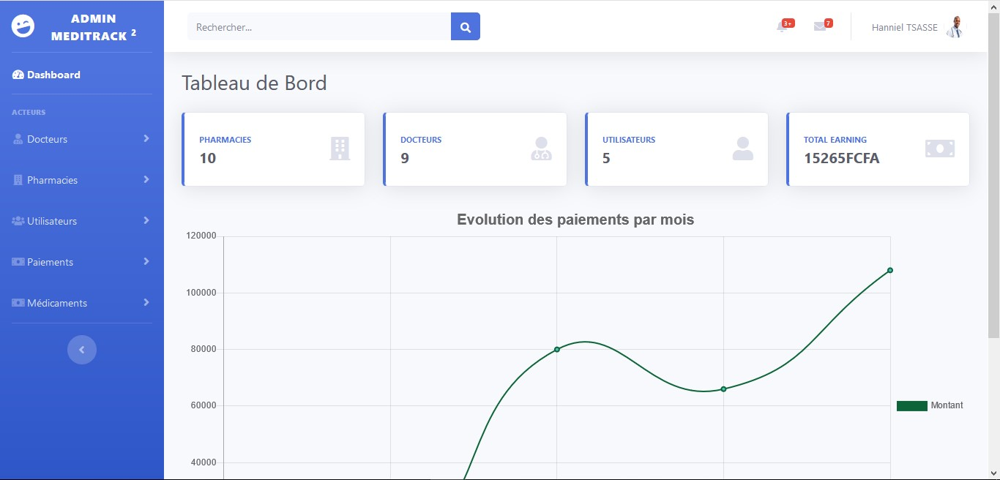 ADMIN
MEDITRACK 2
Dashboard
ACTEURS
Docteurs
Pharmacies
Utilisateurs
Paiements
Médicaments
Rechercher...
3+
7
Hanniel TSASSE
Tableau de Bord
PHARMACIES
10
DOCTEURS
9
UTILISATEURS
5
TOTAL EARNING
15265FCFA
Evolution des paiements par mois
120000
100000
80000
60000
40000
Montant